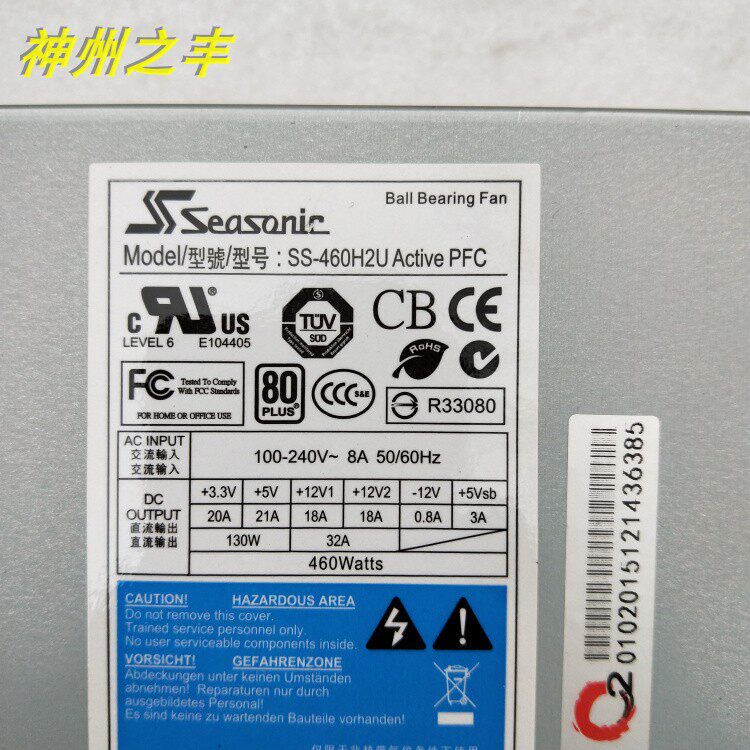 神州之丰
Seasonic
Ball Bearing Fan
Model/型號/型号 : SS-460H2U Active PFC
c UR US
LEVEL 6 E104405
TÜV
SÜD
CB CE
RoHS
FC Tested To Comply
With FCC Standards
FOR HOME OR OFFICE USE
80
PLUS
CCC S&E
R33080
AC INPUT
交流輸入
交流输入
100-240V~ 8A 50/60Hz
DC
OUTPUT
直流輸出
直流输出
+3.3V +5V +12V1 +12V2 -12V +5Vsb
20A 21A 18A 18A 0.8A 3A
130W 32A
460Watts
CAUTION! HAZARDOUS AREA
Do not remove this cover.
Trained service personnel only.
No user serviceable components inside.
VORSICHT! GEFAHRENZONE
Abdeckung unter keinen Umständen
abnehmen! Reparaturen nur durch
ausgebildetes Personal!
Es sind keine zu wartenden Bauteile vorhanden!
02
010201512143638​5